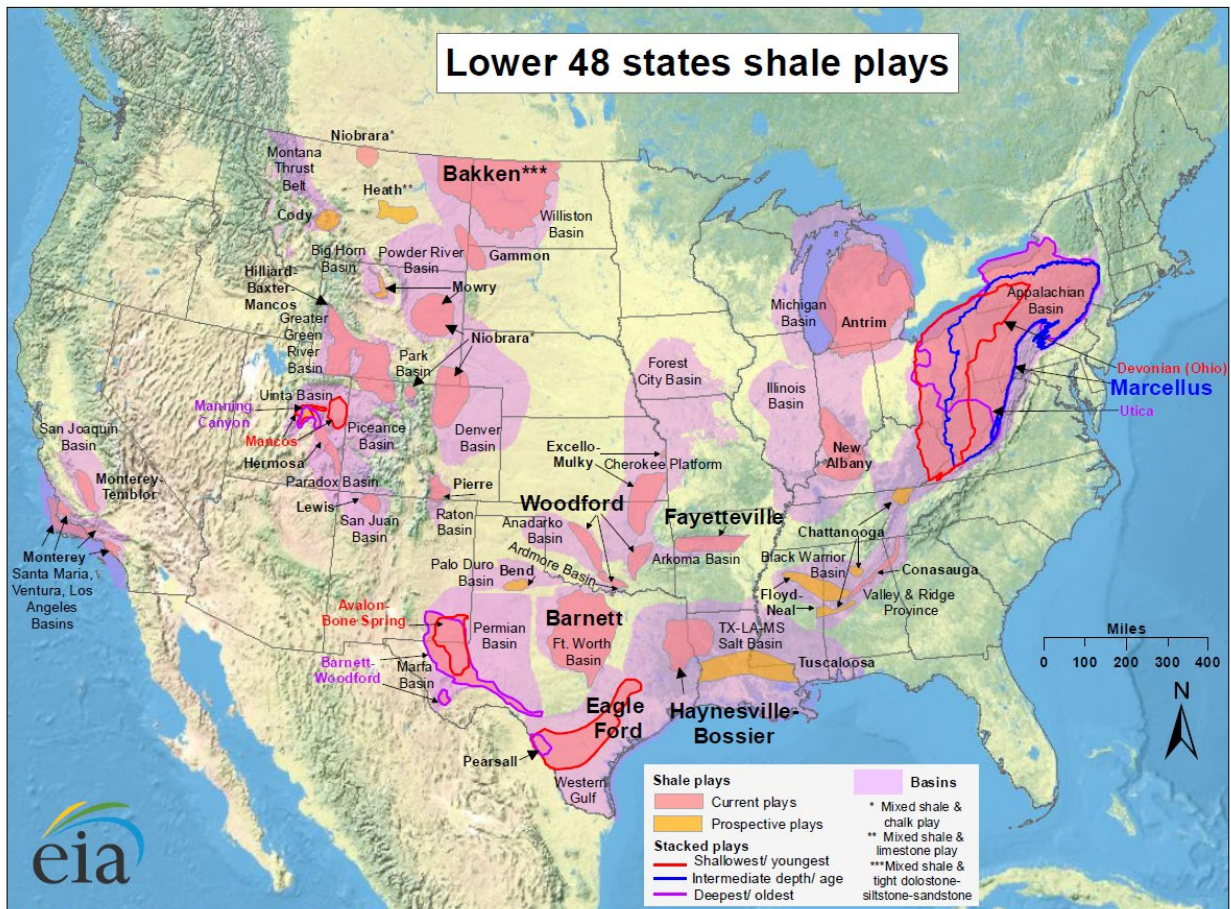 Lower 48 states shale plays
Niobrara*
Montana
Thrust
Belt
Bakken***
Heath**
Cody
Williston
Basin
Big Horn
Basin
Powder River
Basin
Gammon
Hilliard-
Baxter-
Mancos
Mowry
Greater
Green
River
Basin
Niobrara*
Park
Basin
Michigan
Basin
Antrim
Appalachian
Basin
Devonian (Ohio)
Marcellus
Utica
Forest
City Basin
Illinois
Basin
Uinta Basin
Manning
Canyon
Mancos
Piceance
Basin
Denver
Basin
San Joaquin
Basin
Hermosa
Excello-
Mulky
Cherokee Platform
New
Albany
Monterey-
Temblor
Paradox Basin
Lewis
San Juan
Basin
Pierre
Raton
Basin
Woodford
Anadarko
Basin
Fayetteville
Arkoma Basin
Chattanooga
Monterey
Santa Maria,
Ventura, Los
Angeles
Basins
Palo Duro
Basin
Bend
Ardmore Basin
Black Warrior
Basin
Conasauga
Floyd-
Neal
Valley & Ridge
Province
Avalon-
Bone Spring
Permian
Basin
Barnett
Ft. Worth
Basin
TX-LA-MS
Salt Basin
Tuscaloosa
Barnett-
Woodford
Marfa
Basin
Eagle
Ford
Haynesville-
Bossier
Pearsall
Western
Gulf
Miles
0 100 200 300 400
N
Shale plays
Current plays
Prospective plays
Stacked plays
Shallowest/ youngest
Intermediate depth/ age
Deepest/ oldest
Basins
* Mixed shale &
chalk play
** Mixed shale &
limestone play
***Mixed shale &
tight dolostone-
siltstone-sandstone
eia